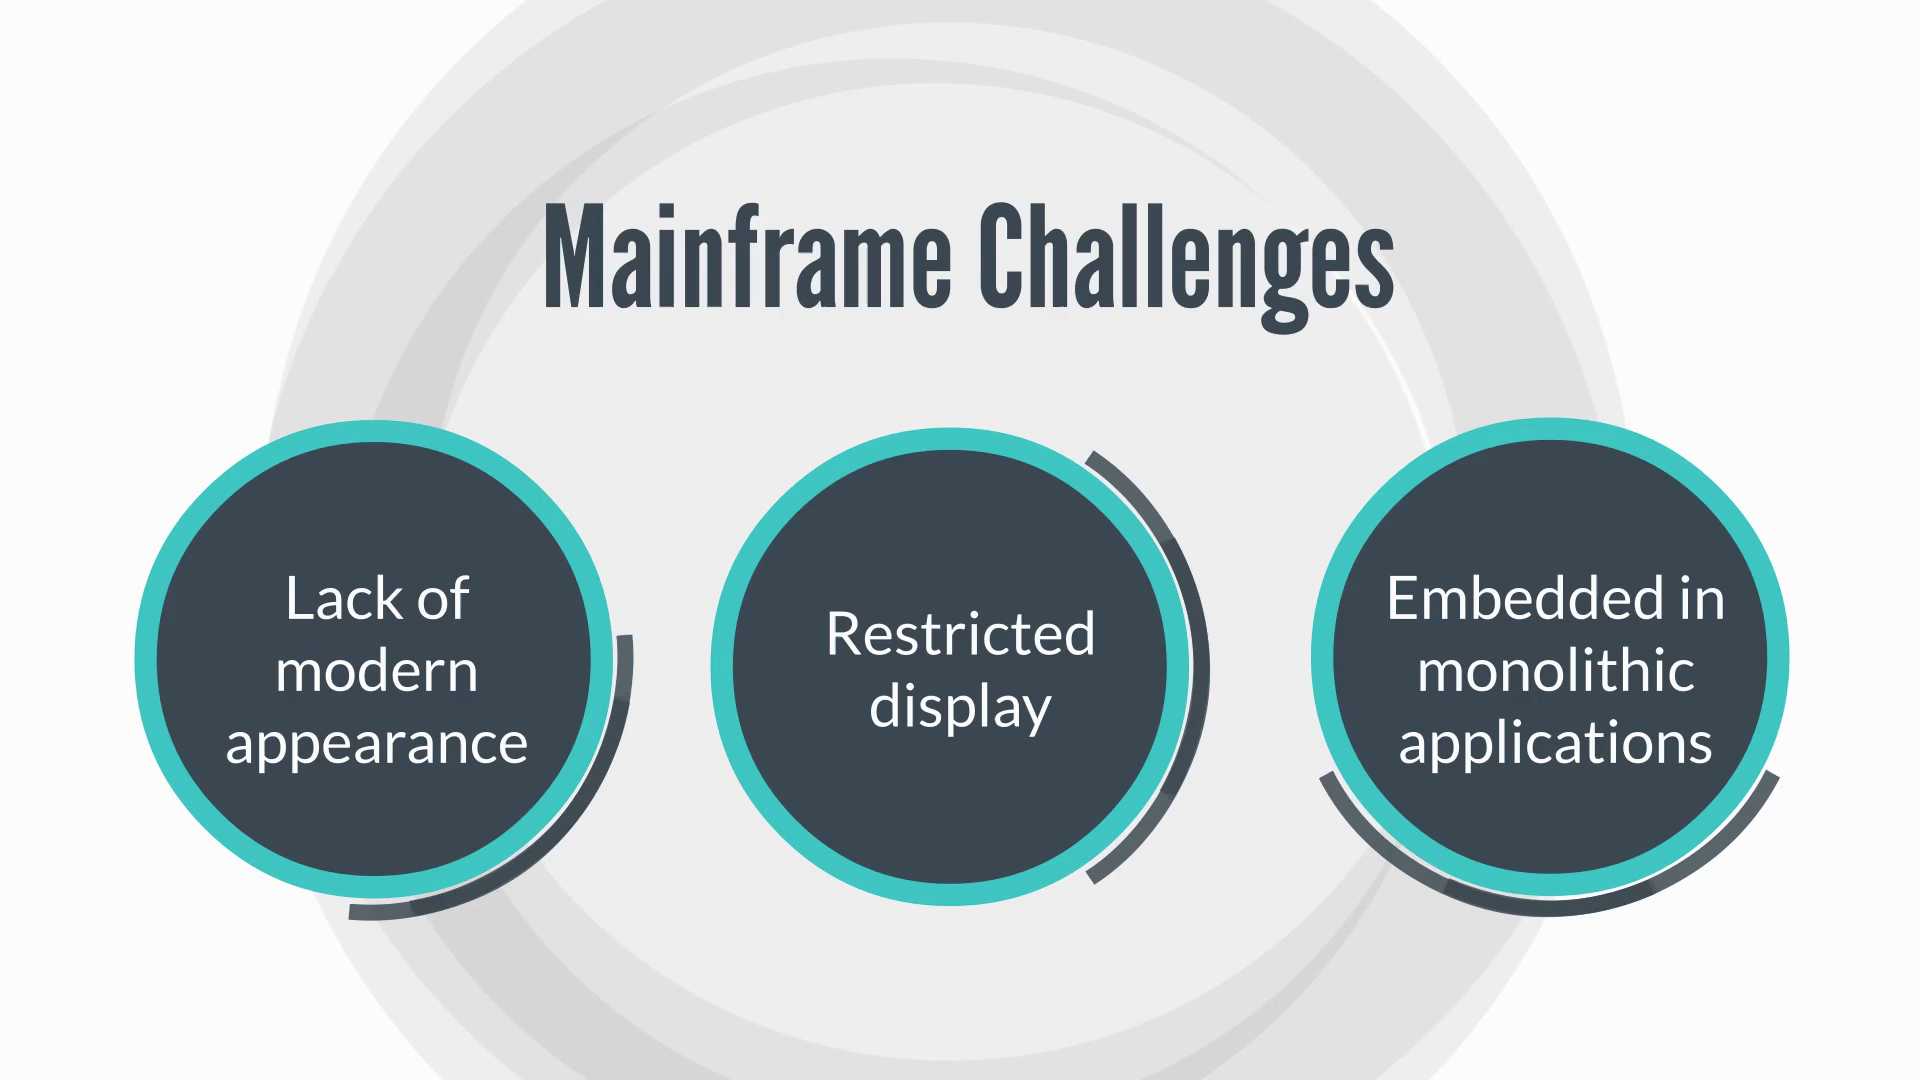 Mainframe Challenges
Lack of
modern
appearance
Restricted
display
Embedded in
monolithic
applications